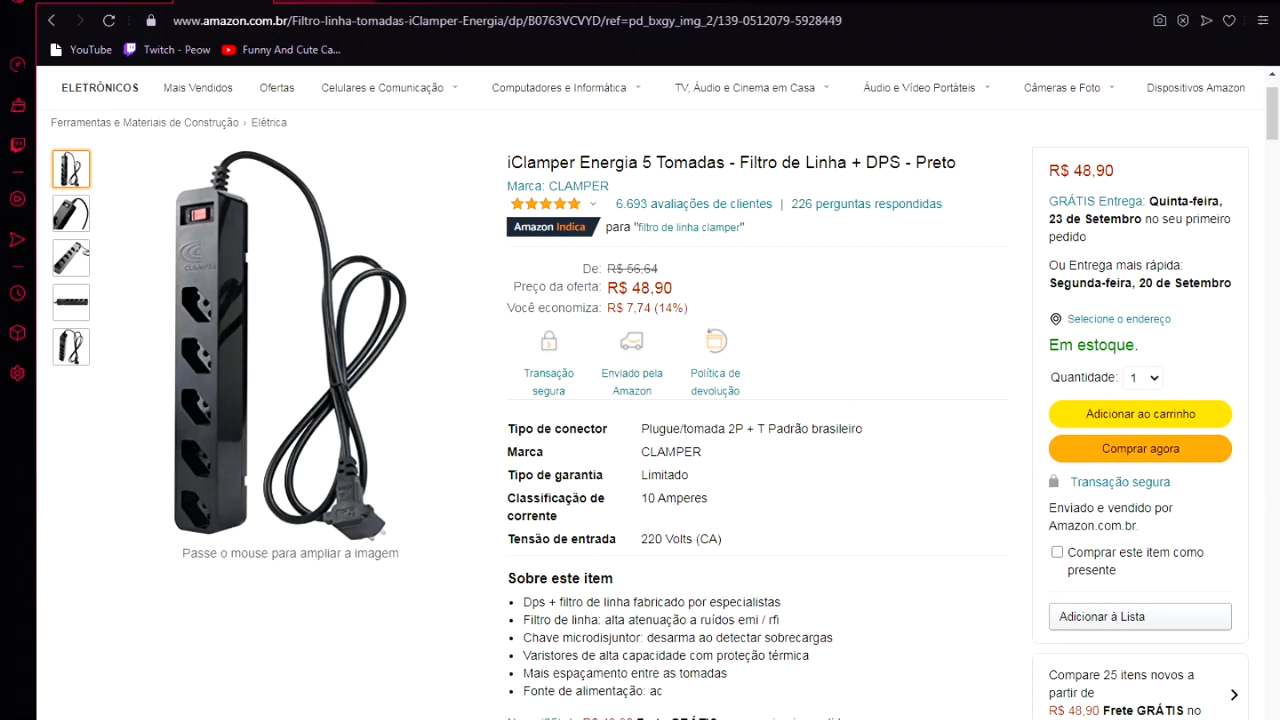 www.amazon.com.br/Filtro-linha-tomadas-iClamper-Energia/dp/B0763VCVYD/ref=pd_bxgy_img_2/139-0512079-5928449
YouTube Twitch - Peow Funny And Cute Ca...
ELETRÔNICOS Mais Vendidos Ofertas Celulares e Comunicação Computadores e Informática TV, Áudio e Cinema em Casa Áudio e Vídeo Portáteis Câmeras e Foto Dispositivos Amazon
Ferramentas e Materiais de Construção › Elétrica
CLAMPER
Passe o mouse para ampliar a imagem
iClamper Energia 5 Tomadas - Filtro de Linha + DPS - Preto
Marca: CLAMPER
6.693 avaliações de clientes | 226 perguntas respondidas
Amazon Indica para "filtro de linha clamper"
De: R$ 56,64
Preço da oferta: R$ 48,90
Você economiza: R$ 7,74 (14%)
Transação segura
Enviado pela Amazon
Política de devolução
Tipo de conector Plugue/tomada 2P + T Padrão brasileiro
Marca CLAMPER
Tipo de garantia Limitado
Classificação de corrente 10 Amperes
Tensão de entrada 220 Volts (CA)
Sobre este item
• Dps + filtro de linha fabricado por especialistas
• Filtro de linha: alta atenuação a ruídos emi / rfi
• Chave microdisjuntor: desarma ao detectar sobrecargas
• Varistores de alta capacidade com proteção térmica
• Mais espaçamento entre as tomadas
• Fonte de alimentação: ac
R$ 48,90
GRÁTIS Entrega: Quinta-feira,
23 de Setembro no seu primeiro
pedido
Ou Entrega mais rápida:
Segunda-feira, 20 de Setembro
Selecione o endereço
Em estoque.
Quantidade: 1
Adicionar ao carrinho
Comprar agora
Transação segura
Enviado e vendido por
Amazon.com.br.
Comprar este item como
presente
Adicionar à Lista
Compare 25 itens novos a
partir de
R$ 48,90 Frete GRÁTIS no